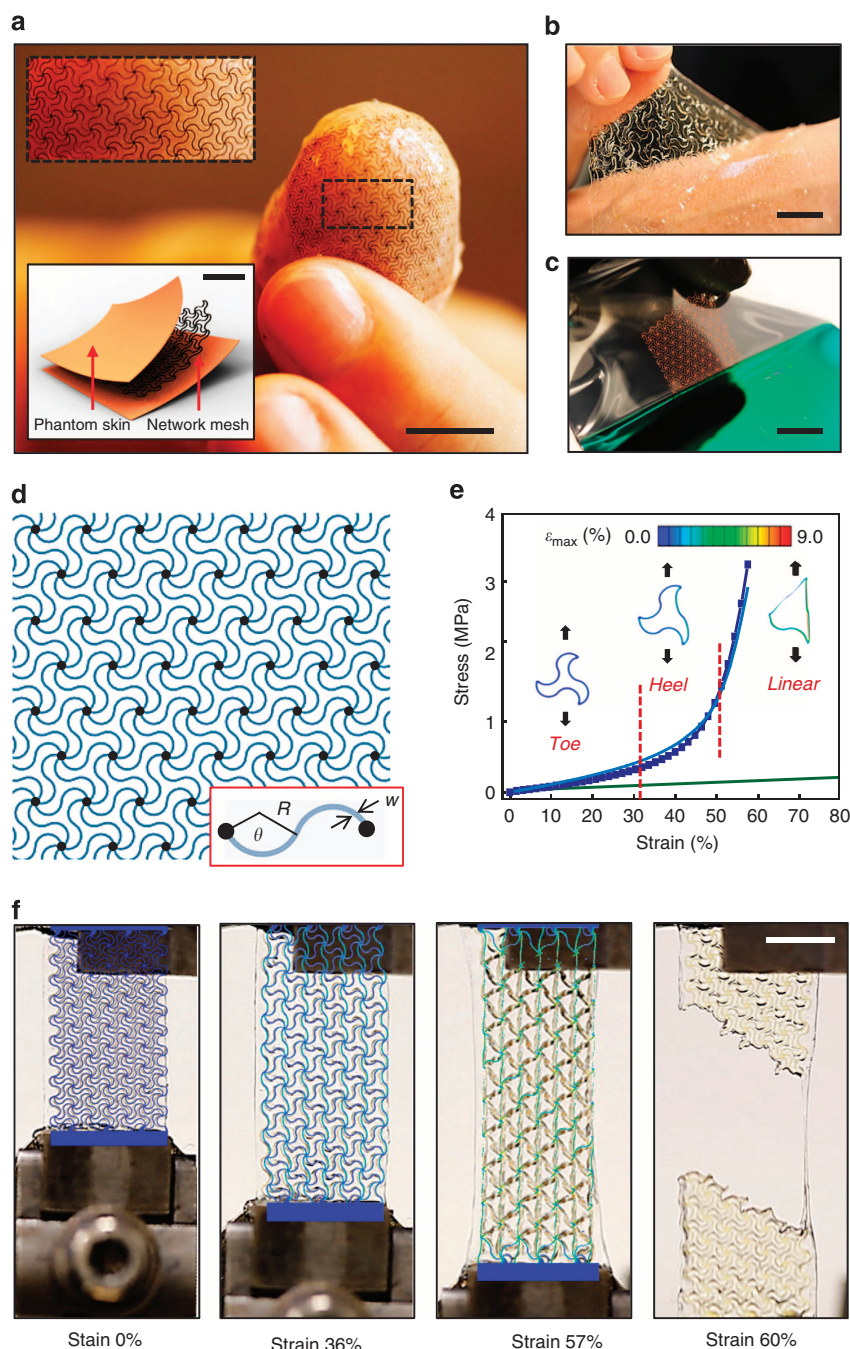 a
b
c
Phantom skin
Network mesh
d
R
w
θ
e
εmax (%)
0.0
9.0
4
3
2
1
0
Stress (MPa)
Toe
Heel
Linear
0
10
20
30
40
50
60
70
80
Strain (%)
f
Stain 0%
Strain 36%
Strain 57%
Strain 60%